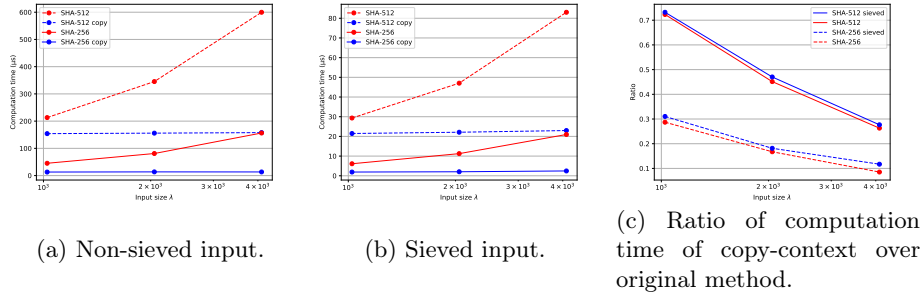 SHA-512
SHA-512 copy
SHA-256
SHA-256 copy
Computation time (μs)
600
500
400
300
200
100
0
10³
2 × 10³
3 × 10³
4 × 10³
Input size λ
(a) Non-sieved input.
SHA-512
SHA-512 copy
SHA-256
SHA-256 copy
Computation time (μs)
80
70
60
50
40
30
20
10
0
10³
2 × 10³
3 × 10³
4 × 10³
Input size λ
(b) Sieved input.
SHA-512 sieved
SHA-512
SHA-256 sieved
SHA-256
Ratio
0.7
0.6
0.5
0.4
0.3
0.2
0.1
10³
2 × 10³
3 × 10³
4 × 10³
Input size λ
(c) Ratio of computation
time of copy-context over
original method.